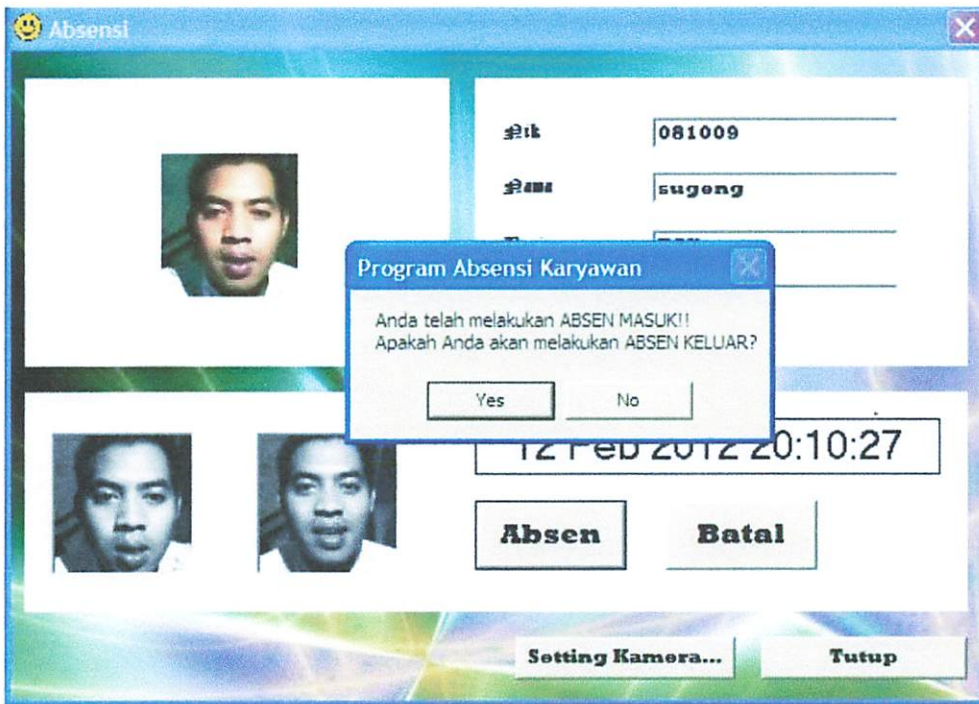 Absensi
Nik
081009
Nama
sugeng
Program Absensi Karyawan
Anda telah melakukan ABSEN MASUK!!
Apakah Anda akan melakukan ABSEN KELUAR?
Yes
No
12 Feb 2012 20:10:27
Absen
Batal
Setting Kamera...
Tutup